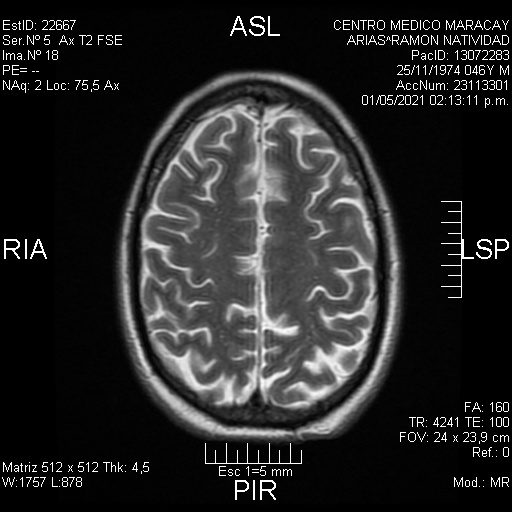 EstID: 22667
Ser.Nº 5 Ax T2 FSE
Ima.Nº 18
PE= --
NAq: 2 Loc: 75,5 Ax
ASL
CENTRO MEDICO MARACAY
ARIAS^RAMON NATIVIDAD
PacID: 13072283
25/11/1974 046Y M
AccNum: 23113301
01/05/2021 02:13:11 p.m.
RIA
LSP
Matriz 512 x 512 Thk: 4,5
W:1757 L:878
Esc 1=5 mm
PIR
FA: 160
TR: 4241 TE: 100
FOV: 24 x 23,9 cm
Ref.: 0
Mod.: MR